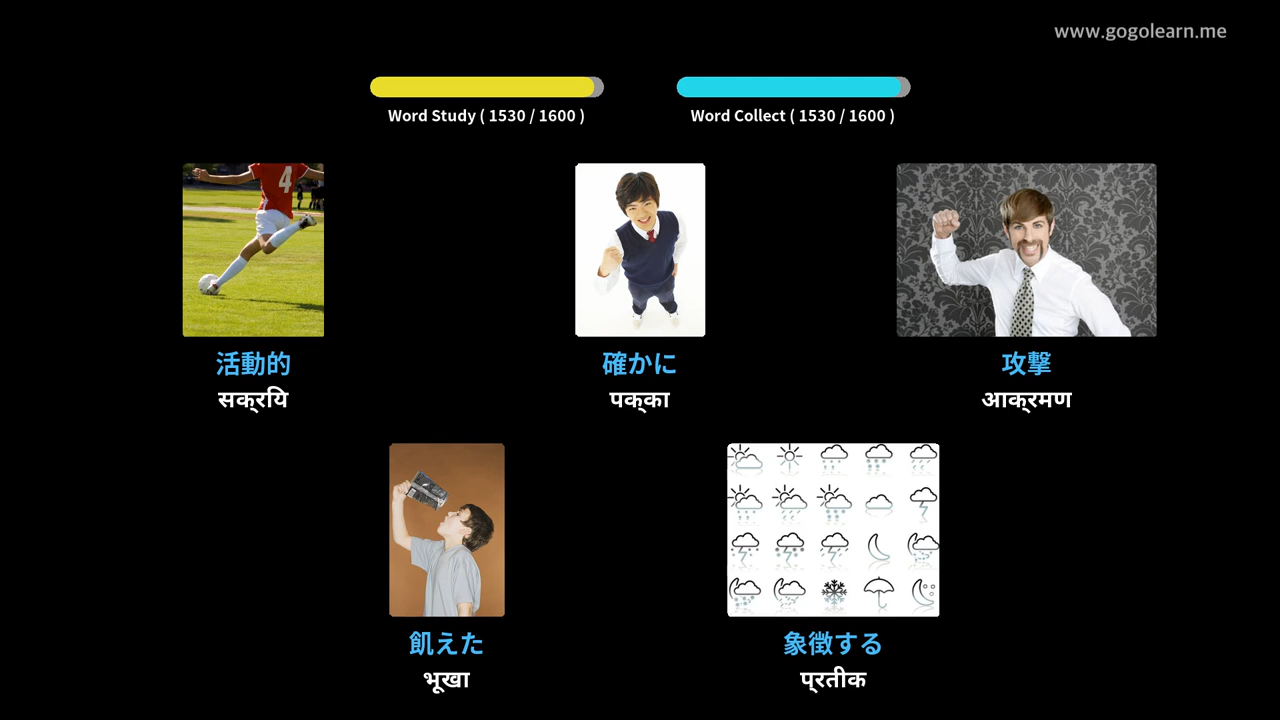 www.gogolearn.me
Word Study ( 1530 / 1600 )
Word Collect ( 1530 / 1600 )
4
活動的
सक्रयि
確かに
पक्का
攻撃
आक्रमण
飢えた
भूखा
象徴する
प्रतीक